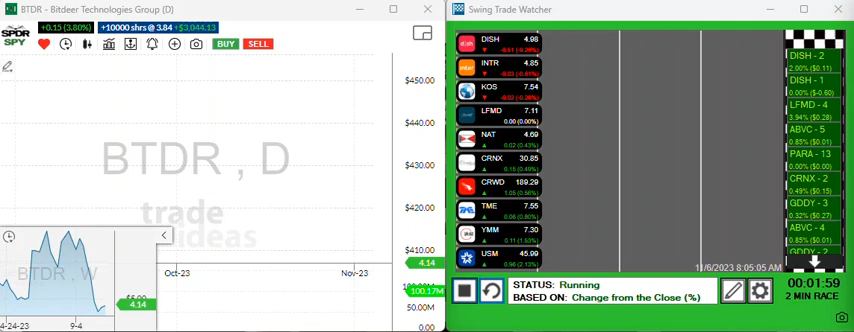 BTDR - Bitdeer Technologies Group (D)
SPDR
SPY
+0.15 (3.80%)
+10000 shrs @ 3.84 +$3,044.13
BUY
SELL
BTDR , D
trade
ideas
$450.00
$440.00
$430.00
$420.00
$410.00
4.14
100.17M
50.00M
0.00
Oct-23
Nov-23
BTDR , W
$5.00
4.14
4-24-23
9-4
Swing Trade Watcher
DISH 4.98
INTR 4.85
KOS 7.54
LFMD 7.11
0.00 (0.00%)
NAT 4.69
0.02 (0.43%)
CRNX 30.85
0.15 (0.49%)
CRWD 189.29
1.05 (0.56%)
TME 7.55
0.06 (0.80%)
YMM 7.30
0.11 (1.53%)
USM 45.99
0.96 (2.13%)
11/6/2023 8:05:05 AM
DISH - 2
2.00% ($0.11)
DISH - 1
0.00% ($-0.60)
LFMD - 4
3.94% ($0.28)
ABVC - 5
0.85% ($0.01)
PARA - 13
0.00% ($0.00)
CRNX - 2
0.49% ($0.15)
GDDY - 3
0.32% ($0.27)
ABVC - 4
0.85% ($0.01)
GDDY - 2
STATUS: Running
BASED ON: Change from the Close (%)
00:01:59
2 MIN RACE